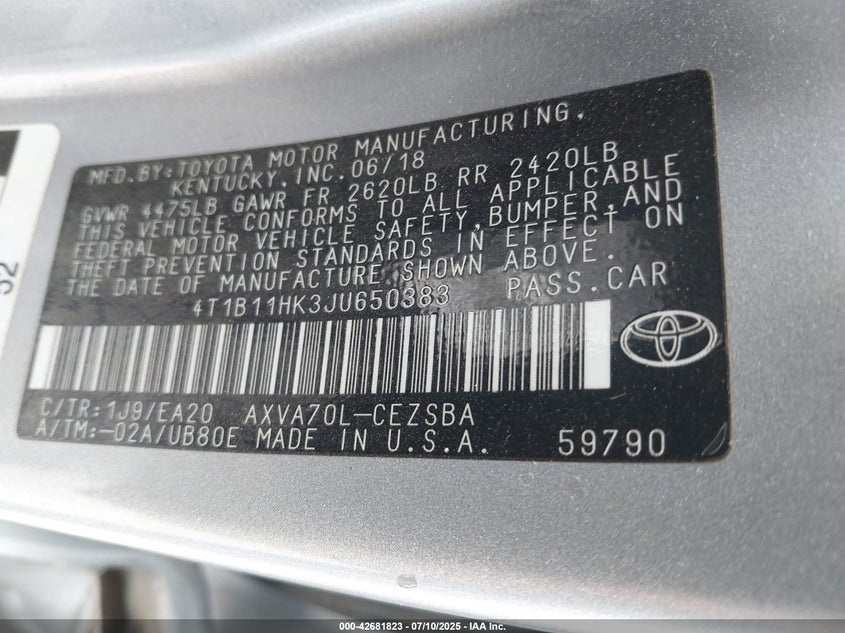 MFD.BY:TOYOTA MOTOR MANUFACTURING,
KENTUCKY,INC.06/18
GVWR 4475LB GAWR FR 2620LB RR 2420LB
THIS VEHICLE CONFORMS TO ALL APPLICABLE
FEDERAL MOTOR VEHICLE SAFETY,BUMPER,AND
THEFT PREVENTION STANDARDS IN EFFECT ON
THE DATE OF MANUFACTURE SHOWN ABOVE.
4T1B11HK3JU650383 PASS.CAR
C/TR:1J9/EA20 AXVA70L-CEZSBA
A/TM:-02A/UB80E MADE IN U.S.A. 59790
52
000-42681823 - 07/10/2025 - IAA Inc.